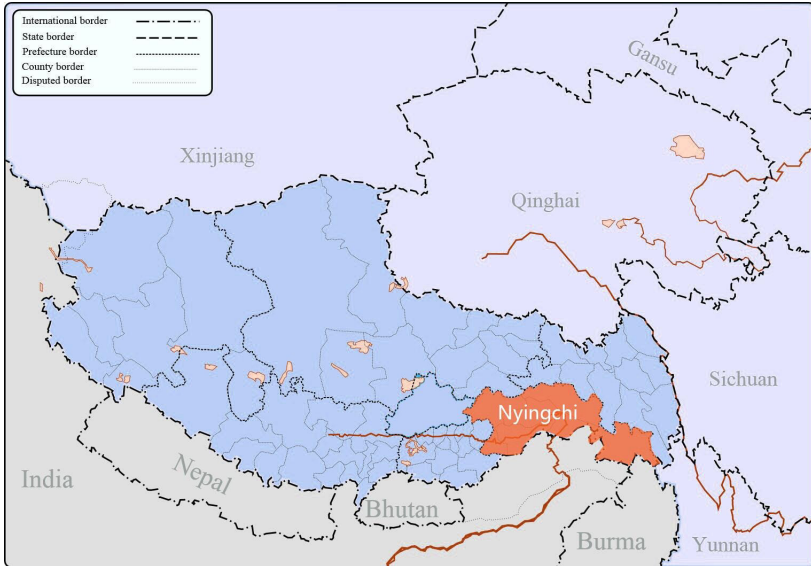 International border
State border
Prefecture border
County border
Disputed border
Gansu
Xinjiang
Qinghai
Sichuan
Nyingchi
India
Nepal
Bhutan
Burma
Yunnan